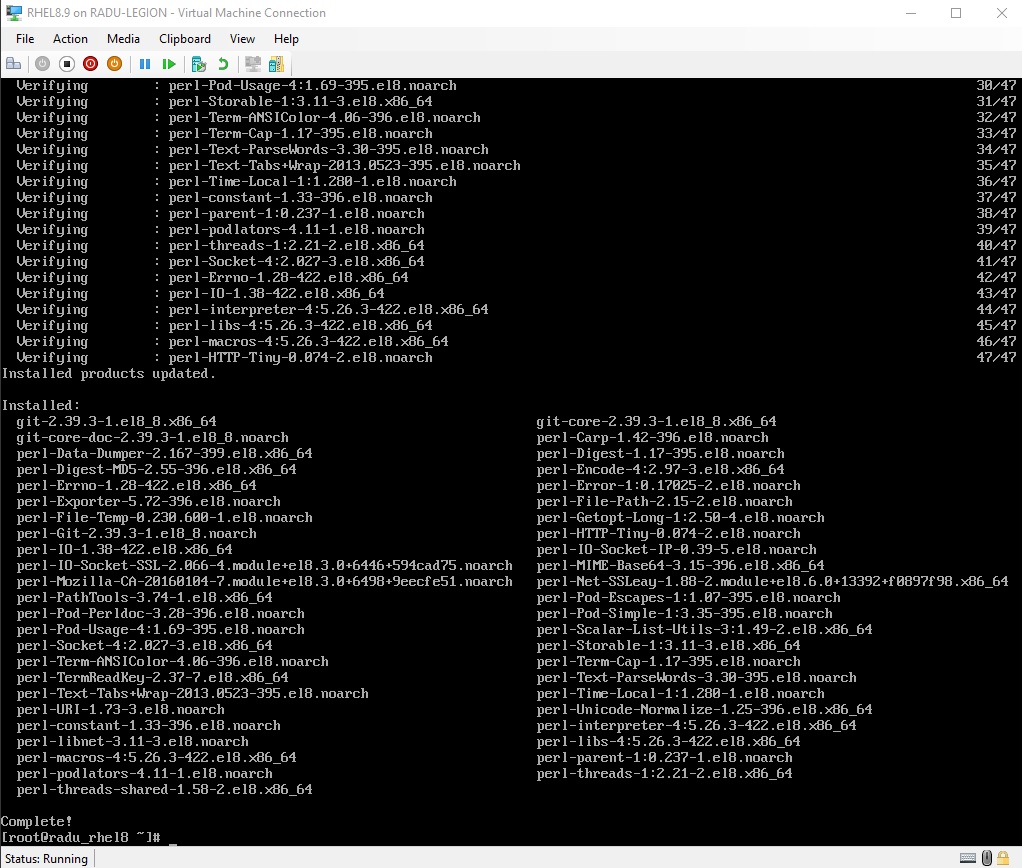 RHEL8.9 on RADU-LEGION - Virtual Machine Connection
File Action Media Clipboard View Help
Verifying : perl-Pod-Usage-4:1.69-395.el8.noarch 30/47
Verifying : perl-Storable-1:3.11-3.el8.x86_64 31/47
Verifying : perl-Term-ANSIColor-4.06-396.el8.noarch 32/47
Verifying : perl-Term-Cap-1.17-395.el8.noarch 33/47
Verifying : perl-Text-ParseWords-3.30-395.el8.noarch 34/47
Verifying : perl-Text-Tabs+Wrap-2013.0523-395.el8.noarch 35/47
Verifying : perl-Time-Local-1:1.280-1.el8.noarch 36/47
Verifying : perl-constant-1.33-396.el8.noarch 37/47
Verifying : perl-parent-1:0.237-1.el8.noarch 38/47
Verifying : perl-podlators-4.11-1.el8.noarch 39/47
Verifying : perl-threads-1:2.21-2.el8.x86_64 40/47
Verifying : perl-Socket-4:2.027-3.el8.x86_64 41/47
Verifying : perl-Errno-1.28-422.el8.x86_64 42/47
Verifying : perl-IO-1.38-422.el8.x86_64 43/47
Verifying : perl-interpreter-4:5.26.3-422.el8.x86_64 44/47
Verifying : perl-libs-4:5.26.3-422.el8.x86_64 45/47
Verifying : perl-macros-4:5.26.3-422.el8.x86_64 46/47
Verifying : perl-HTTP-Tiny-0.074-2.el8.noarch 47/47
Installed products updated.
Installed:
git-2.39.3-1.el8_8.x86_64 git-core-2.39.3-1.el8_8.x86_64
git-core-doc-2.39.3-1.el8_8.noarch perl-Carp-1.42-396.el8.noarch
perl-Data-Dumper-2.167-399.el8.x86_64 perl-Digest-1.17-395.el8.noarch
perl-Digest-MD5-2.55-396.el8.x86_64 perl-Encode-4:2.97-3.el8.x86_64
perl-Errno-1.28-422.el8.x86_64 perl-Error-1:0.17025-2.el8.noarch
perl-Exporter-5.72-396.el8.noarch perl-File-Path-2.15-2.el8.noarch
perl-File-Temp-0.230.600-1.el8.noarch perl-Getopt-Long-1:2.50-4.el8.noarch
perl-Git-2.39.3-1.el8_8.noarch perl-HTTP-Tiny-0.074-2.el8.noarch
perl-IO-1.38-422.el8.x86_64 perl-IO-Socket-IP-0.39-5.el8.noarch
perl-IO-Socket-SSL-2.066-4.module+el8.3.0+6446+594cad75.noarch perl-MIME-Base64-3.15-396.el8.x86_64
perl-Mozilla-CA-20160104-7.module+el8.3.0+6498+9eecfe51.noarch perl-Net-SSLeay-1.88-2.module+el8.6.0+13392+f0897f98.x86_64
perl-PathTools-3.74-1.el8.x86_64 perl-Pod-Escapes-1:1.07-395.el8.noarch
perl-Pod-Perldoc-3.28-396.el8.noarch perl-Pod-Simple-1:3.35-395.el8.noarch
perl-Pod-Usage-4:1.69-395.el8.noarch perl-Scalar-List-Utils-3:1.49-2.el8.x86_64
perl-Socket-4:2.027-3.el8.x86_64 perl-Storable-1:3.11-3.el8.x86_64
perl-Term-ANSIColor-4.06-396.el8.noarch perl-Term-Cap-1.17-395.el8.noarch
perl-TermReadKey-2.37-7.el8.x86_64 perl-Text-ParseWords-3.30-395.el8.noarch
perl-Text-Tabs+Wrap-2013.0523-395.el8.noarch perl-Time-Local-1:1.280-1.el8.noarch
perl-URI-1.73-3.el8.noarch perl-Unicode-Normalize-1.25-396.el8.x86_64
perl-constant-1.33-396.el8.noarch perl-interpreter-4:5.26.3-422.el8.x86_64
perl-libnet-3.11-3.el8.noarch perl-libs-4:5.26.3-422.el8.x86_64
perl-macros-4:5.26.3-422.el8.x86_64 perl-parent-1:0.237-1.el8.noarch
perl-podlators-4.11-1.el8.noarch perl-threads-1:2.21-2.el8.x86_64
perl-threads-shared-1.58-2.el8.x86_64
Complete!
[root@radu_rhel8 ~]# _
Status: Running